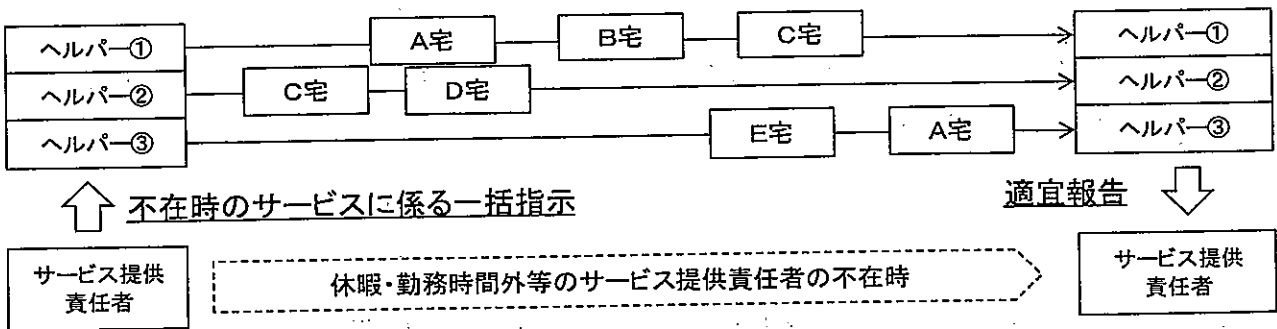 ヘルパー① A宅 B宅 C宅 ヘルパー①
ヘルパー② C宅 D宅 ヘルパー②
ヘルパー③ E宅 A宅 ヘルパー③
不在時のサービスに係る一括指示 適宜報告
サービス提供
責任者
休暇・勤務時間外等のサービス提供責任者の不在時
サービス提供
責任者